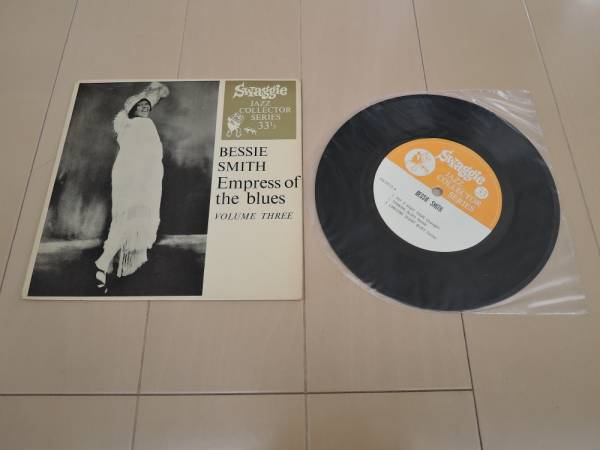 Swaggie
JAZZ
COLLECTOR
SERIES
33⅓
BESSIE
SMITH
Empress of
the blues
VOLUME THREE
Swaggie
JAZZ
COLLECTOR
SERIES
BESSIE SMITH